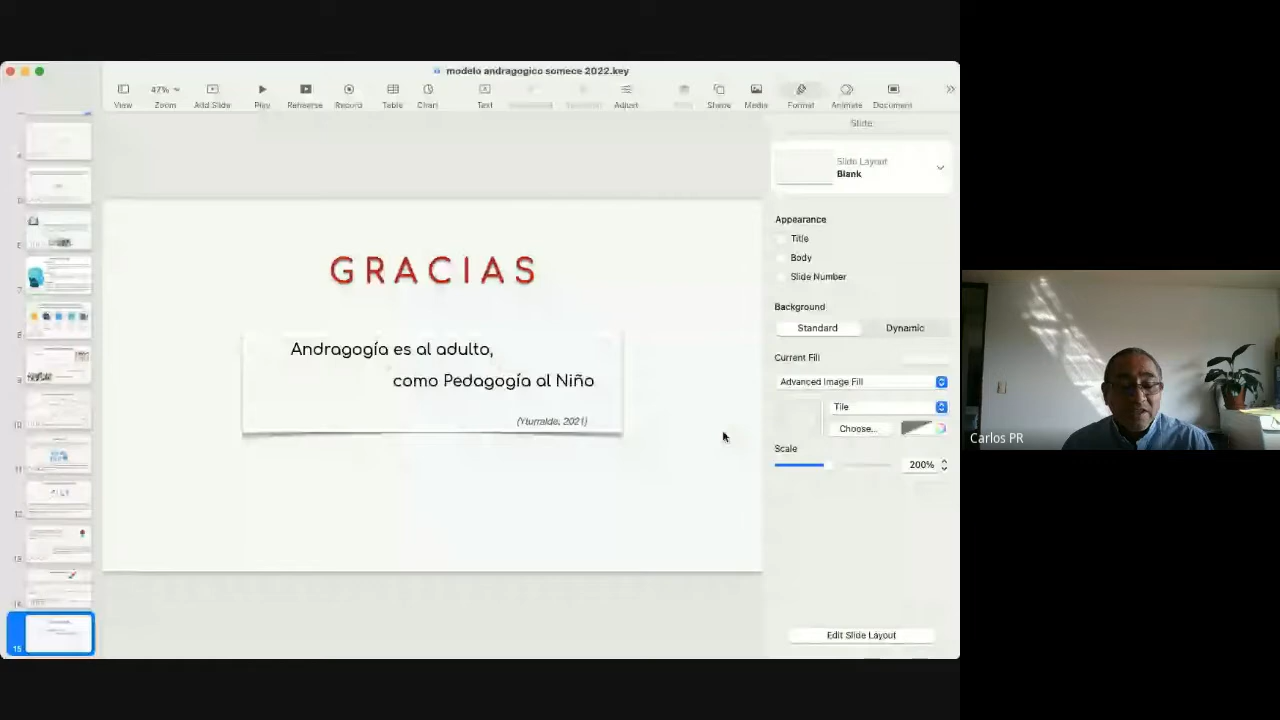 modelo andragogico somece 2022.key
47%
View
Zoom
Add Slide
Play
Rehearse
Record
Table
Chart
Text
Adjust
Shape
Media
Format
Animate
Document
Slide
Slide Layout
Blank
Appearance
Title
Body
Slide Number
Background
Standard
Dynamic
Current Fill
Advanced Image Fill
Tile
Choose...
Scale
200%
Edit Slide Layout
GRACIAS
Andragogía es al adulto,
como Pedagogía al Niño
(Yturralde, 2021)
15
Carlos PR